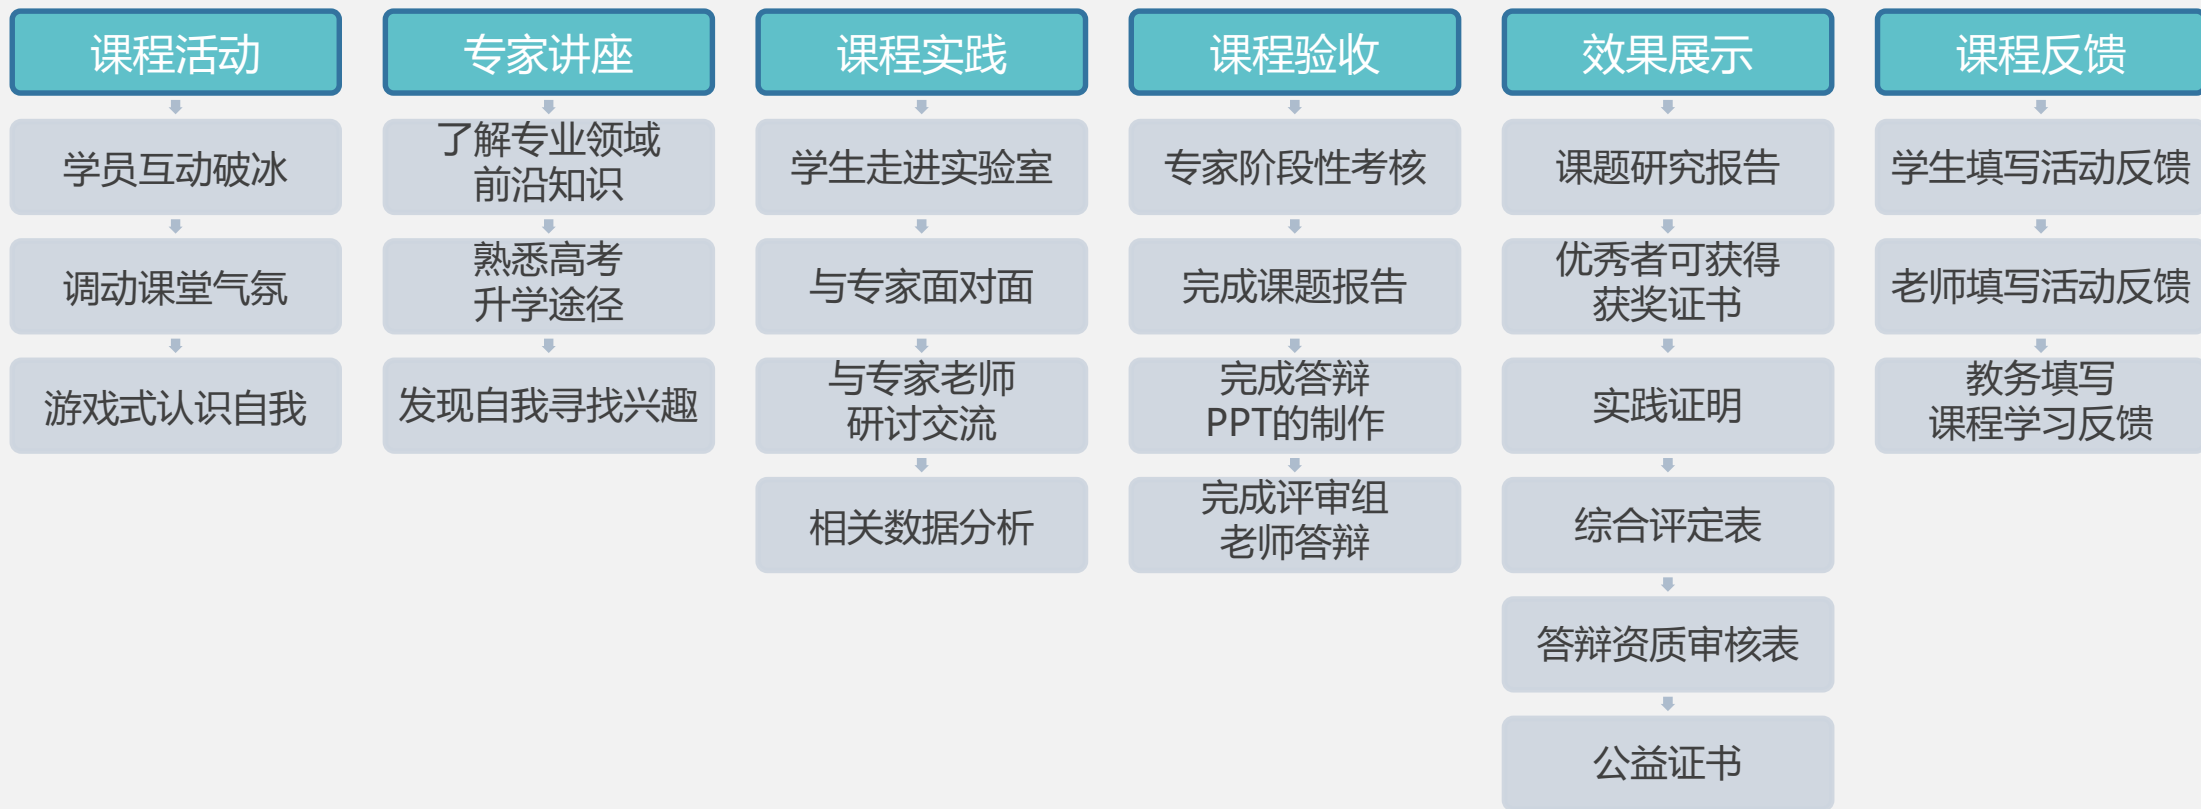 课程活动
学员互动破冰
调动课堂气氛
游戏式认识自我
专家讲座
了解专业领域
前沿知识
熟悉高考
升学途径
发现自我寻找兴趣
课程实践
学生走进实验室
与专家面对面
与专家老师
研讨交流
相关数据分析
课程验收
专家阶段性考核
完成课题报告
完成答辩
PPT的制作
完成评审组
老师答辩
效果展示
课题研究报告
优秀者可获得
获奖证书
实践证明
综合评定表
答辩资质审核表
公益证书
课程反馈
学生填写活动反馈
老师填写活动反馈
教务填写
课程学习反馈